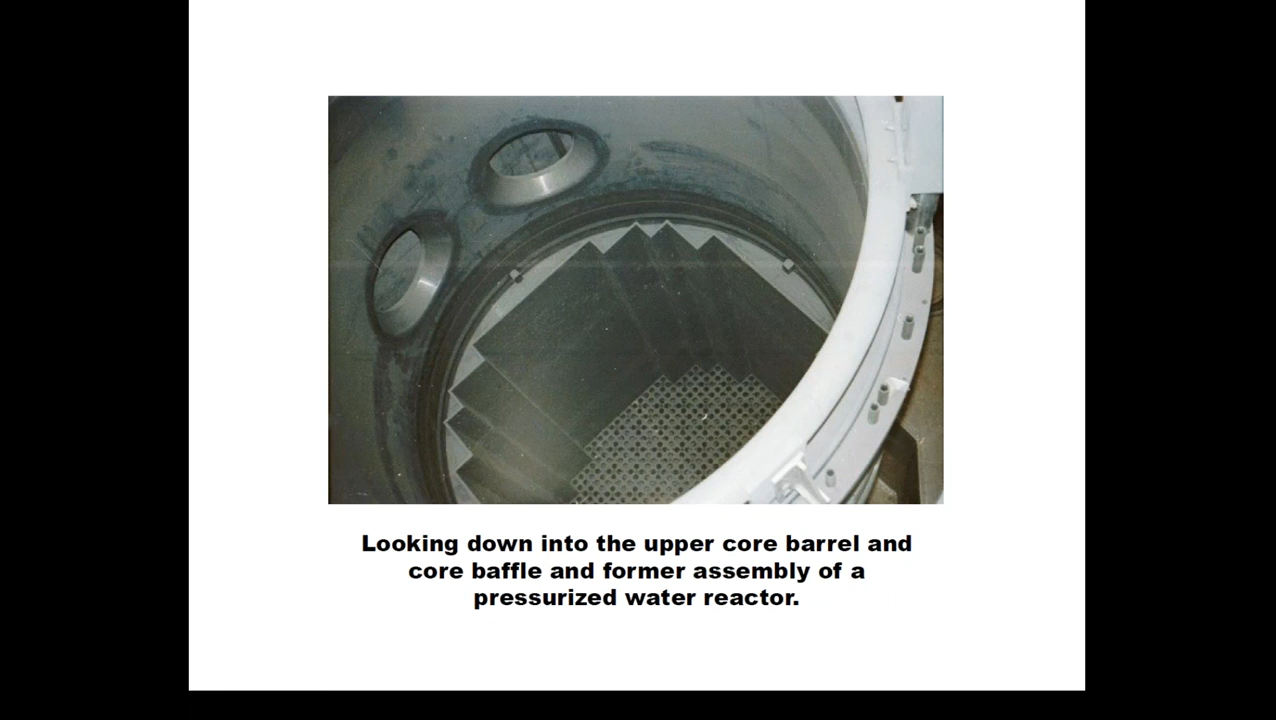 Looking down into the upper core barrel and
core baffle and former assembly of a
pressurized water reactor.